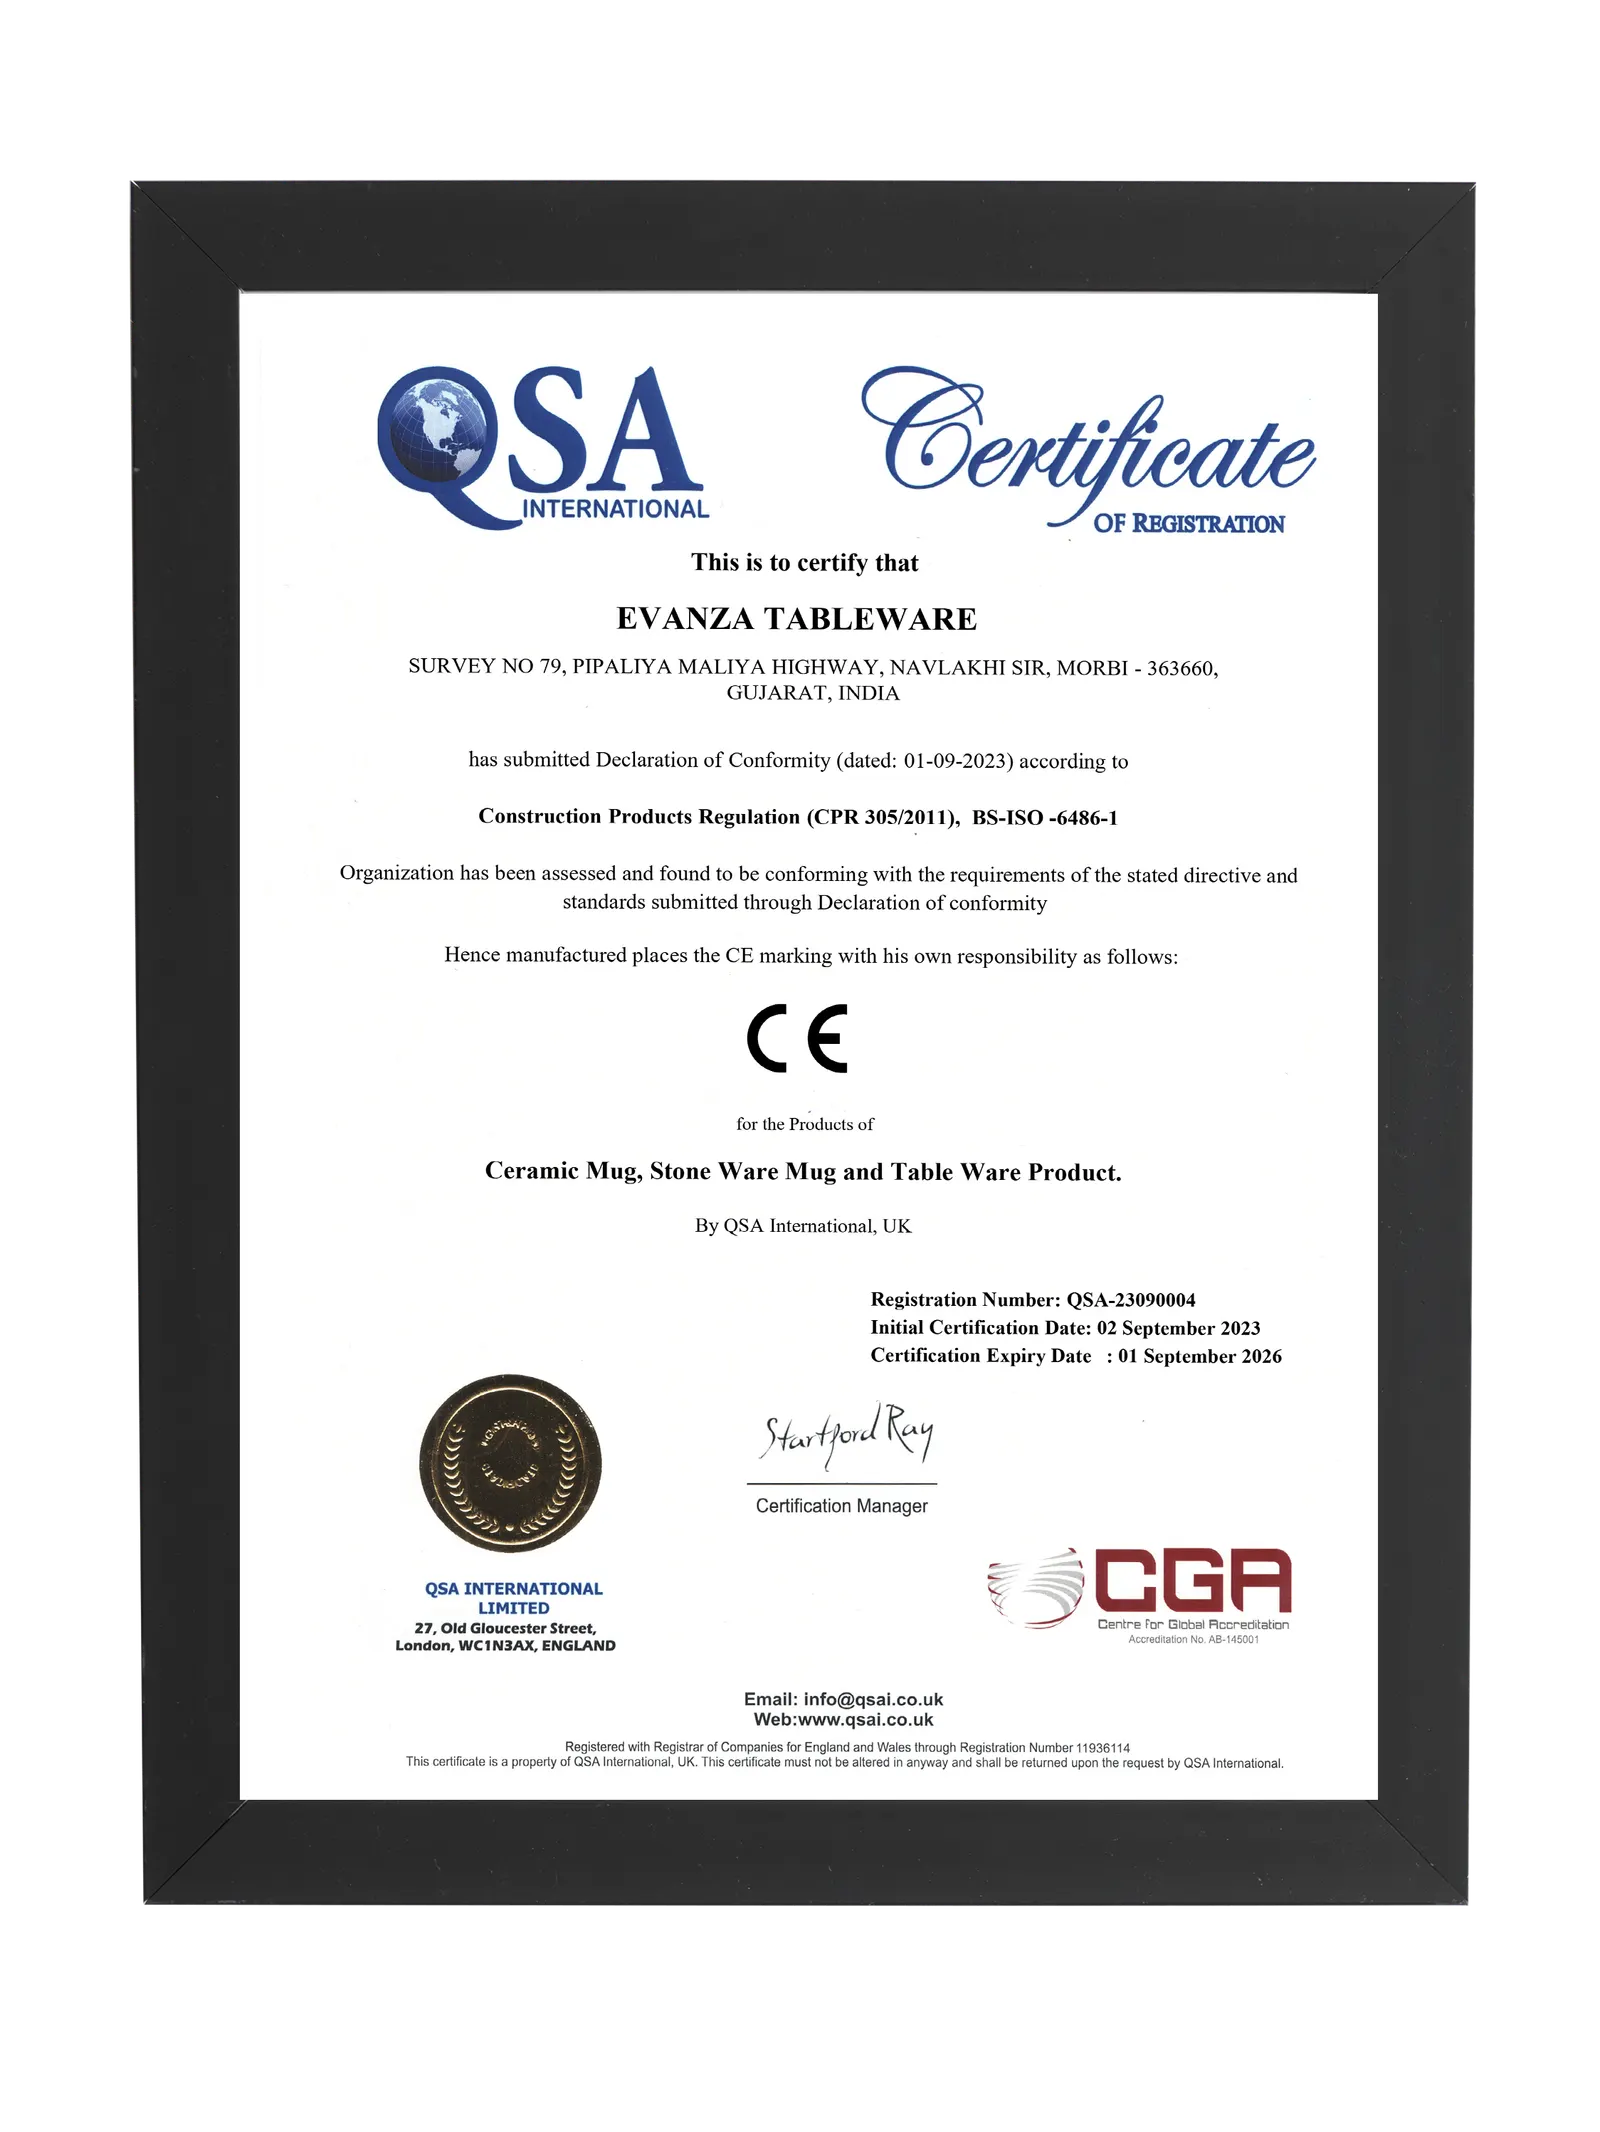 QSA
INTERNATIONAL
Certificate
OF REGISTRATION
This is to certify that
EVANZA TABLEWARE
SURVEY NO 79, PIPALIYA MALIYA HIGHWAY, NAVLAKHI SIR, MORBI - 363660,
GUJARAT, INDIA
has submitted Declaration of Conformity (dated: 01-09-2023) according to
Construction Products Regulation (CPR 305/2011),  BS-ISO -6486-1
Organization has been assessed and found to be conforming with the requirements of the stated directive and
standards submitted through Declaration of conformity
Hence manufactured places the CE marking with his own responsibility as follows:
CE
for the Products of
Ceramic Mug, Stone Ware Mug and Table Ware Product.
By QSA International, UK
Registration Number: QSA-23090004
Initial Certification Date: 02 September 2023
Certification Expiry Date   : 01 September 2026
Startford Ray
Certification Manager
QSA INTERNATIONAL
LIMITED
27, Old Gloucester Street,
London, WC1N3AX, ENGLAND
CGA
Centre For Global Accreditation
Accreditation No. AB-145001
Email: info@qsai.co.uk
Web:www.qsai.co.uk
Registered with Registrar of Companies for England and Wales through Registration Number 11936114
This certificate is a property of QSA International, UK. This certificate must not be altered in anyway and shall be returned upon the request by QSA International.